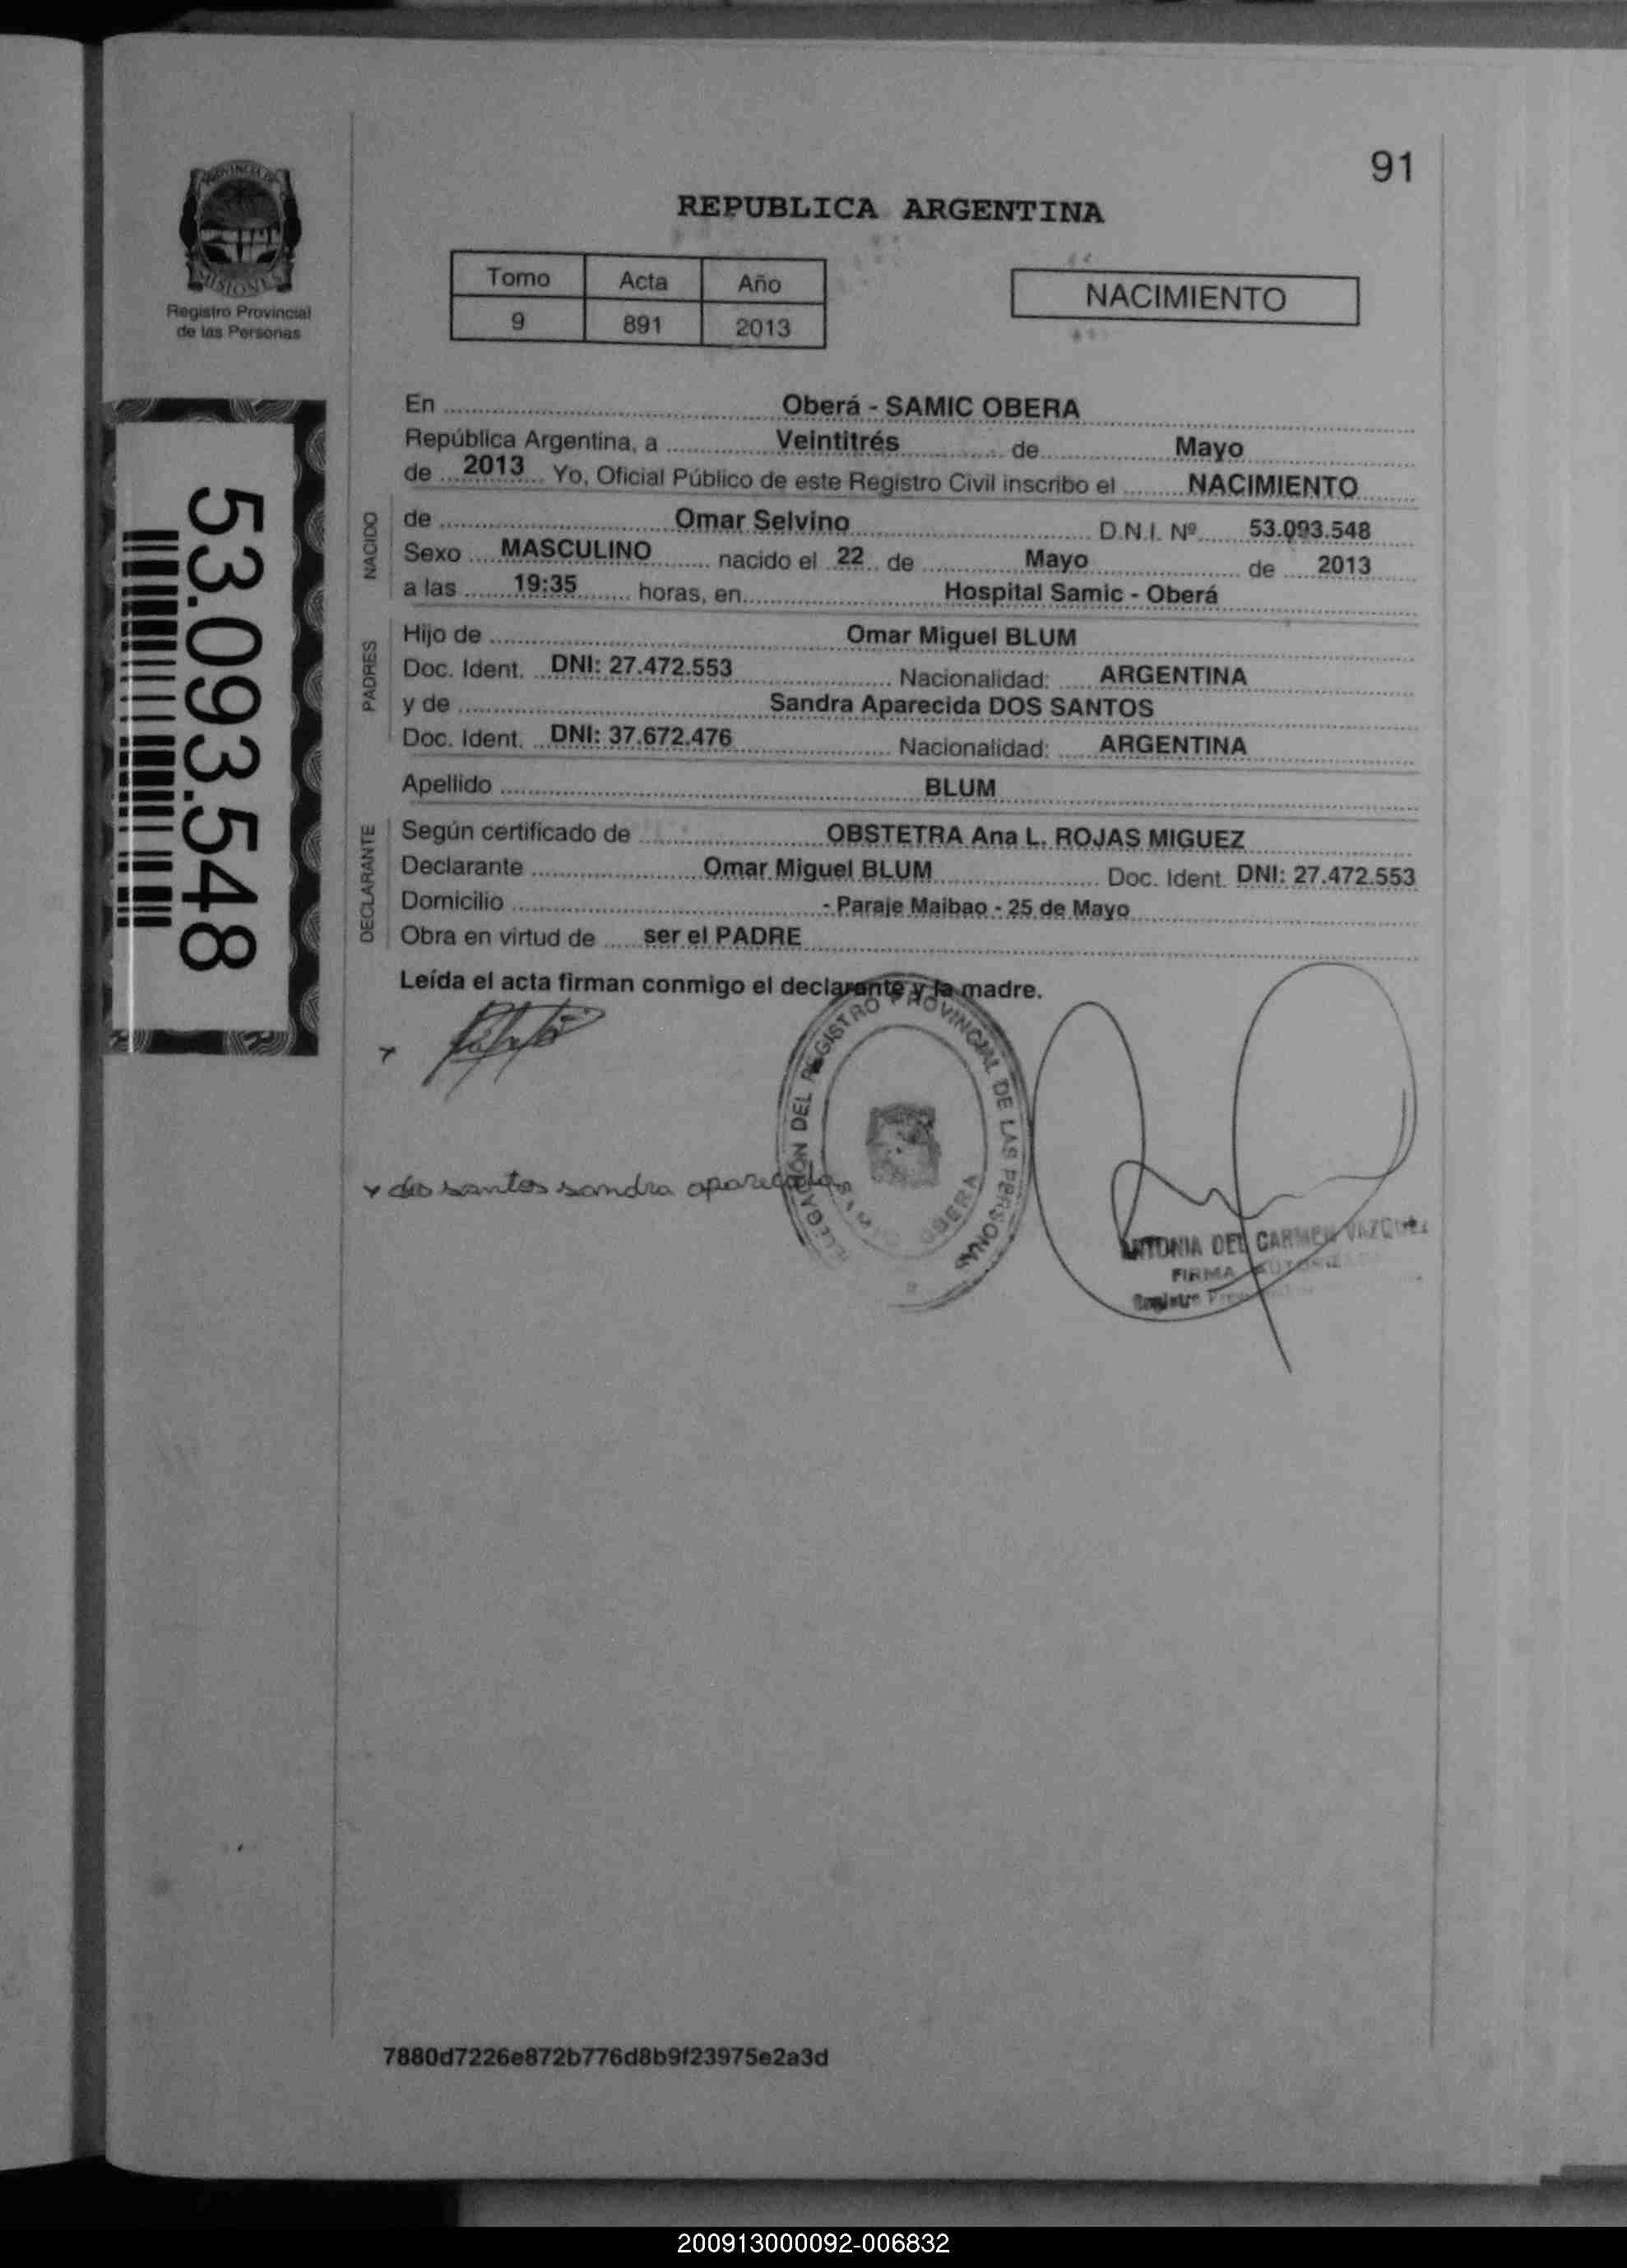 91
PROVINCIA DE
MISIONES
Registro Provincial
de las Personas
REPUBLICA ARGENTINA
Tomo Acta Año
9 891 2013
NACIMIENTO
53.093.548
En Oberá - SAMIC OBERA
República Argentina, a Veintitrés de Mayo
de 2013 Yo, Oficial Público de este Registro Civil inscribo el NACIMIENTO
NACIDO
de Omar Selvino D.N.I. Nº 53.093.548
Sexo MASCULINO nacido el 22 de Mayo de 2013
a las 19:35 horas, en Hospital Samic - Oberá
PADRES
Hijo de Omar Miguel BLUM
Doc. Ident. DNI: 27.472.553 Nacionalidad: ARGENTINA
y de Sandra Aparecida DOS SANTOS
Doc. Ident. DNI: 37.672.476 Nacionalidad: ARGENTINA
Apellido BLUM
DECLARANTE
Según certificado de OBSTETRA Ana L. ROJAS MIGUEZ
Declarante Omar Miguel BLUM Doc. Ident. DNI: 27.472.553
Domicilio - Paraje Maibao - 25 de Mayo
Obra en virtud de ser el PADRE
Leída el acta firman conmigo el declarante y la madre.
DELEGACIÓN DEL REGISTRO PROVINCIAL DE LAS PERSONAS
OBERA
x dos santos sandra aparecida
ANTONIA DEL CARMEN VAZQUEZ
FIRMA AUTORIZADA
Registro
7880d7226e872b776d8b9f23975e2a3d
200913000092-006832